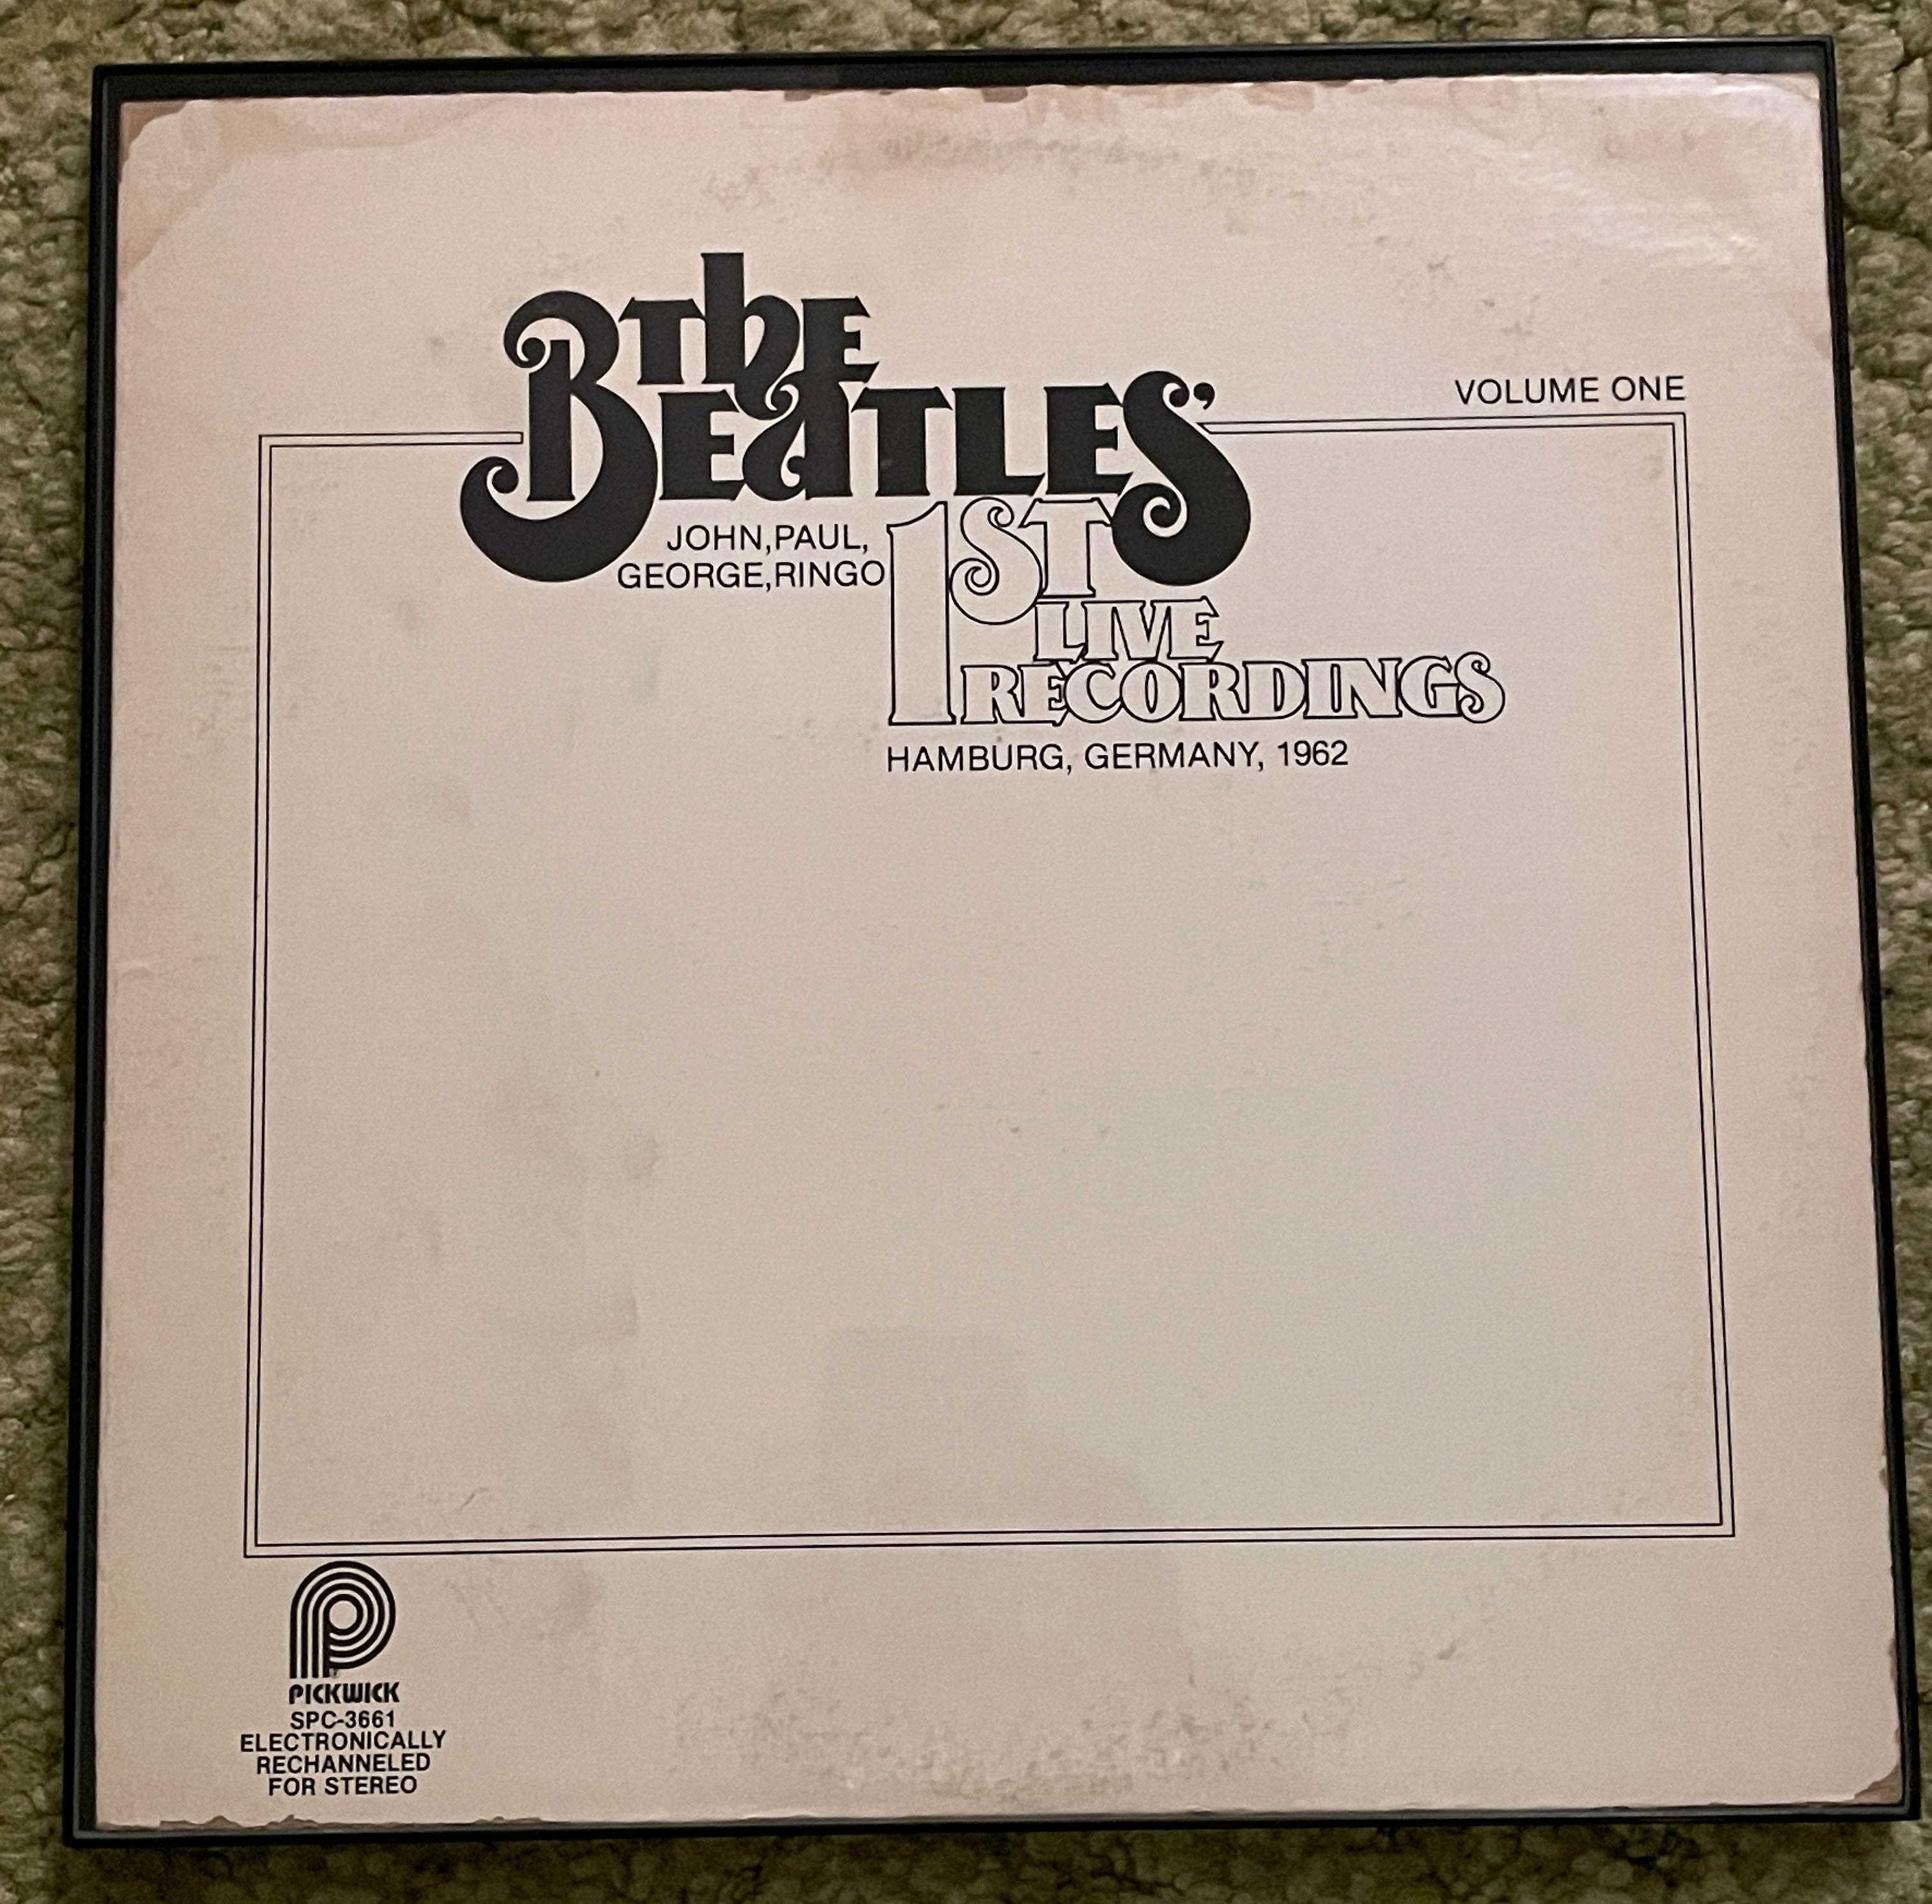 the
BEATLES'
VOLUME ONE
JOHN, PAUL,
GEORGE, RINGO
1ST
LIVE
RECORDINGS
HAMBURG, GERMANY, 1962
PICKWICK
SPC-3661
ELECTRONICALLY
RECHANNELED
FOR STEREO